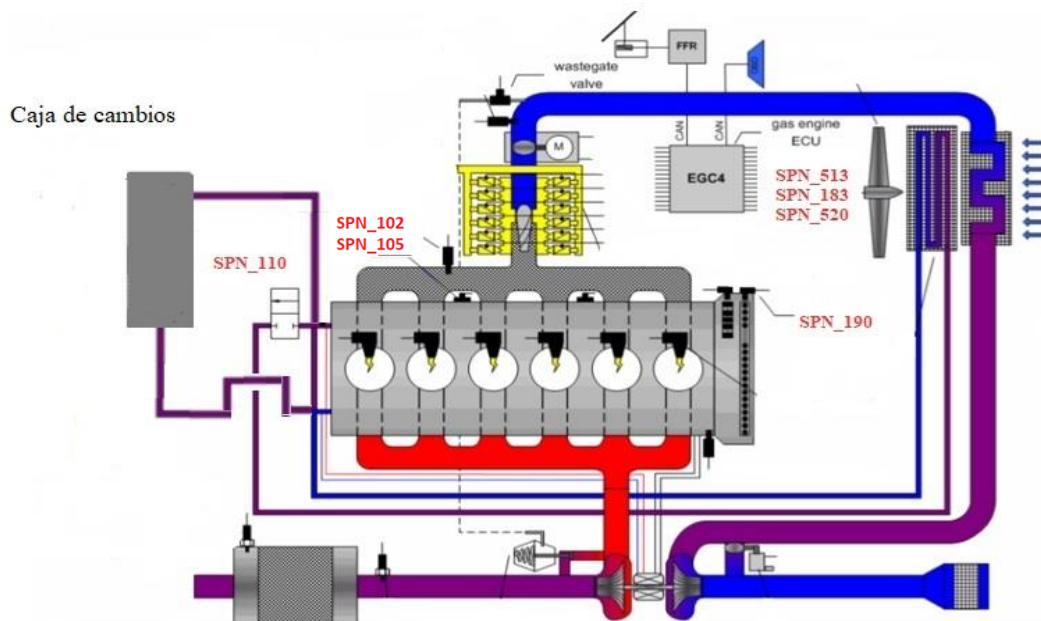 wastegate
valve
FFR
CAN
CAN
gas engine
ECU
EGC4
M
Caja de cambios
SPN_513
SPN_183
SPN_520
SPN_102
SPN_105
SPN_110
SPN_190